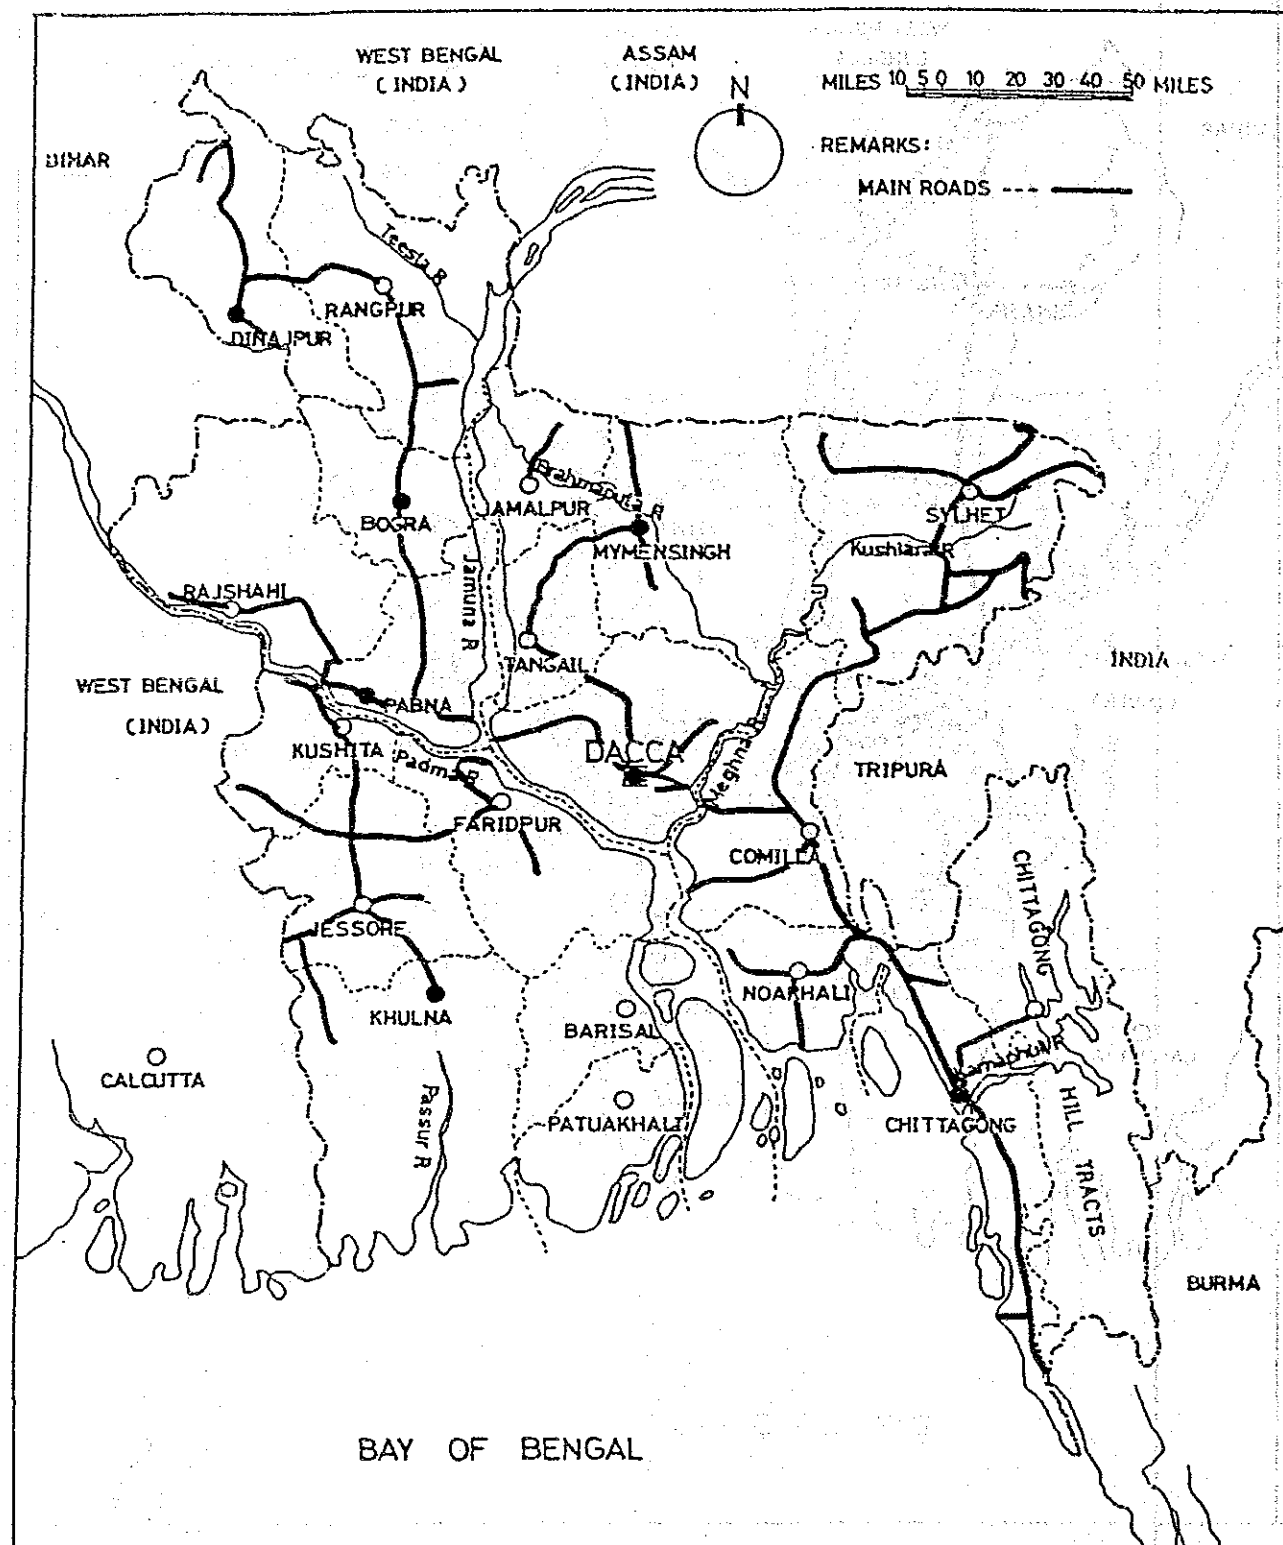 WEST BENGAL
(INDIA)
ASSAM
(INDIA)
N
MILES 10 5 0 10 20 30 40 50 MILES
REMARKS:
MAIN ROADS ---
BIHAR
Teesta R
RANGPUR
DINAJPUR
Brahmaputa R
JAMALPUR
SYLHET
BOGRA
MYMENSINGH
Kushiara R
Jamuna R
RAJSHAHI
TANGAIL
INDIA
WEST BENGAL
(INDIA)
PABNA
KUSHITA
Padma R
DACCA
Meghna R
TRIPURA
FARIDPUR
COMILLA
CHITTAGONG
JESSORE
NOAKHALI
KHULNA
BARISAL
CALCUTTA
Passur R
PATUAKHALI
CHITTAGONG
HILL TRACTS
BURMA
BAY OF BENGAL